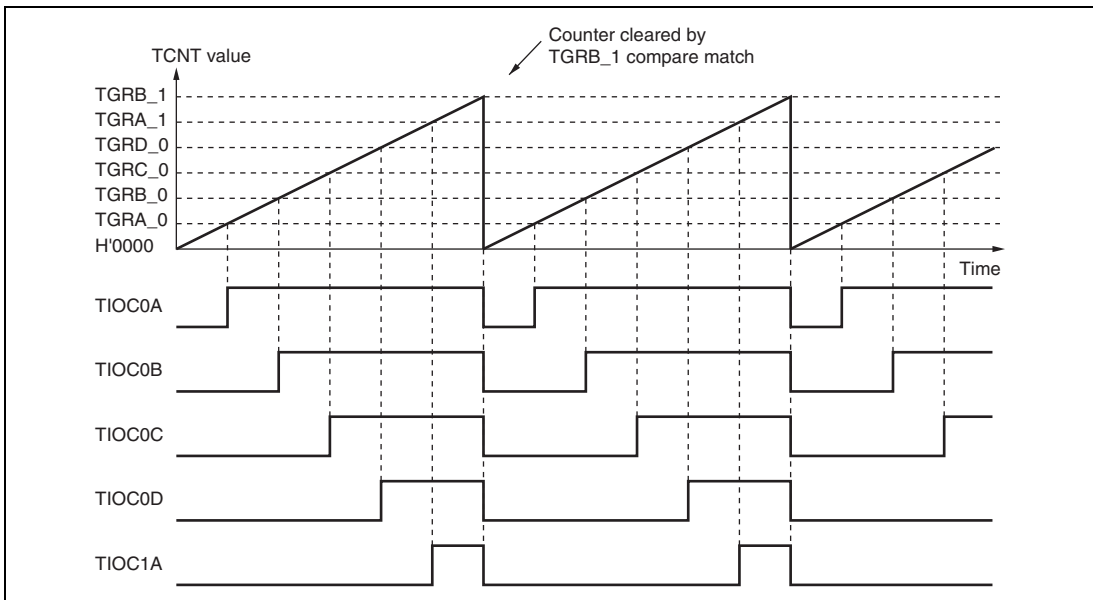 Counter cleared by
TGRB_1 compare match
TCNT value
TGRB_1
TGRA_1
TGRD_0
TGRC_0
TGRB_0
TGRA_0
H'0000
Time
TIOC0A
TIOC0B
TIOC0C
TIOC0D
TIOC1A